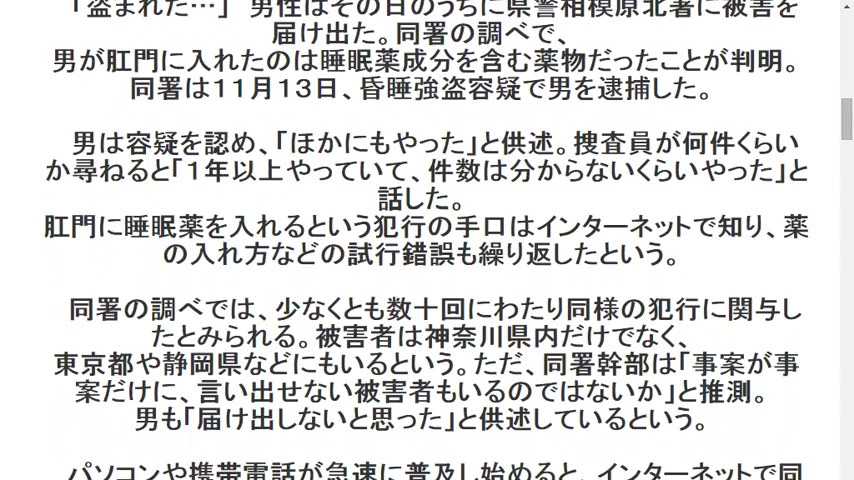 「盗まれた…」 男性はその日のうちに県警相模原北署に被害を
届け出た。同署の調べで、
男が肛門に入れたのは睡眠薬成分を含む薬物だったことが判明。
同署は11月13日、昏睡強盗容疑で男を逮捕した。
男は容疑を認め、「ほかにもやった」と供述。捜査員が何件くらい
か尋ねると「1年以上やっていて、件数は分からないくらいやった」と
話した。
肛門に睡眠薬を入れるという犯行の手口はインターネットで知り、薬
の入れ方などの試行錯誤も繰り返したという。
同署の調べでは、少なくとも数十回にわたり同様の犯行に関与し
たとみられる。被害者は神奈川県内だけでなく、
東京都や静岡県などにもいるという。ただ、同署幹部は「事案が事
案だけに、言い出せない被害者もいるのではないか」と推測。
男も「届け出しないと思った」と供述しているという。
パソコンや携帯電話が急速に普及し始めると、インターネットで同